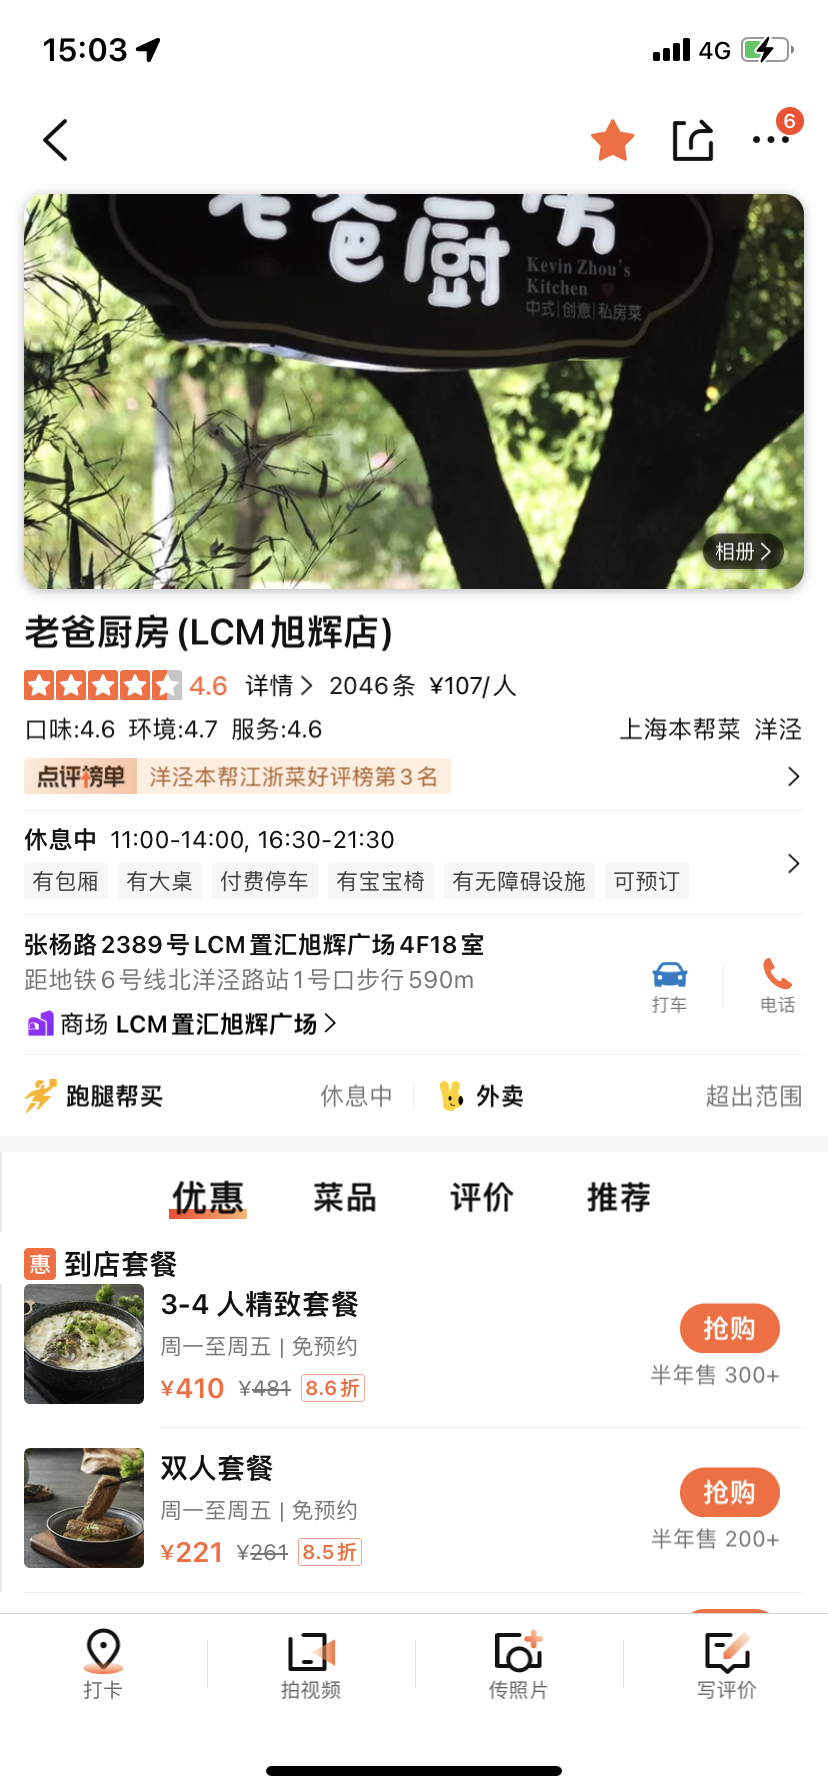 15:03
4G
6
老爸厨房
Kevin Zhou's
Kitchen
中式|创意|私房菜
相册
老爸厨房(LCM旭辉店)
4.6 详情 2046条 ¥107/人
口味:4.6 环境:4.7 服务:4.6 上海本帮菜 洋泾
点评榜单 洋泾本帮江浙菜好评榜第3名
休息中 11:00-14:00, 16:30-21:30
有包厢 有大桌 付费停车 有宝宝椅 有无障碍设施 可预订
张杨路2389号LCM置汇旭辉广场4F18室
距地铁6号线北洋泾路站1号口步行590m
打车 电话
商场 LCM置汇旭辉广场
跑腿帮买 休息中 外卖 超出范围
优惠 菜品 评价 推荐
惠 到店套餐
3-4 人精致套餐
抢购
周一至周五 | 免预约
半年售 300+
¥410 ¥481 8.6折
双人套餐
抢购
周一至周五 | 免预约
半年售 200+
¥221 ¥261 8.5折
打卡 拍视频 传照片 写评价